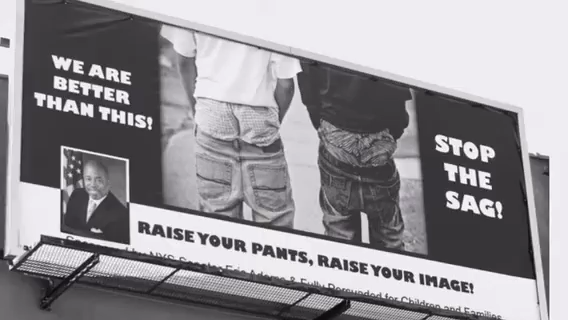 WE ARE
BETTER
THAN THIS!
STOP
THE
SAG!
RAISE YOUR PANTS, RAISE YOUR IMAGE!
by NYS Eric Adams & Fully Persuaded for Children and Families